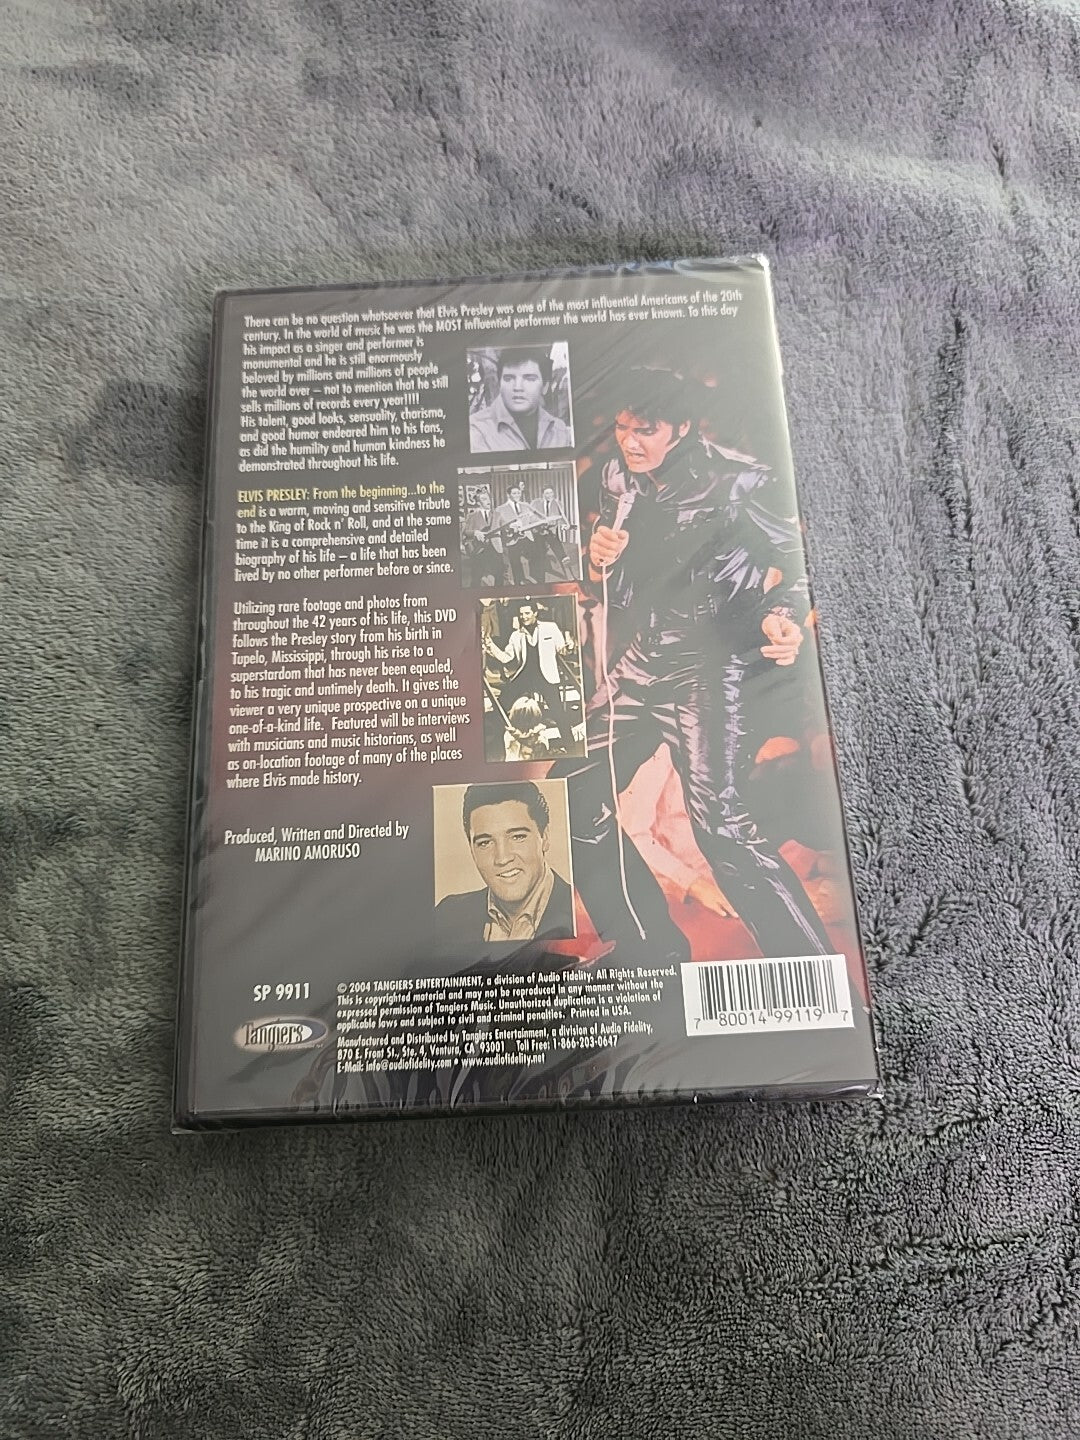 There can be no question whatsoever that Elvis Presley was one of the most influential Americans of the 20th
century. In the world of music he was the MOST influential performer the world has ever known. To this day
his impact as a singer and performer is
monumental and he is still enormously
beloved by millions and millions of people
the world over – not to mention that he still
sells millions of records every year!!!!
His talent, good looks, sensuality, charisma,
and good humor endeared him to his fans,
as did the humility and human kindness he
demonstrated throughout his life.
ELVIS PRESLEY: From the beginning...to the
end is a warm, moving and sensitive tribute
to the King of Rock n' Roll, and at the same
time it is a comprehensive and detailed
biography of his life – a life that has been
lived by no other performer before or since.
Utilizing rare footage and photos from
throughout the 42 years of his life, this DVD
follows the Presley story from his birth in
Tupelo, Mississippi, through his rise to a
superstardom that has never been equaled,
to his tragic and untimely death. It gives the
viewer a very unique prospective on a unique
one-of-a-kind life. Featured will be interviews
with musicians and music historians, as well
as on-location footage of many of the places
where Elvis made history.
Produced, Written and Directed by
MARINO AMORUSO
SP 9911
Tangiers
© 2004 TANGIERS ENTERTAINMENT, a division of Audio Fidelity. All Rights Reserved.
This is copyrighted material and may not be reproduced in any manner without the
expressed permission of Tangiers Music. Unauthorized duplication is a violation of
applicable laws and subject to civil and criminal penalties. Printed in USA.
Manufactured and Distributed by Tangiers Entertainment, a division of Audio Fidelity,
870 E. Front St., Ste. 4, Ventura, CA 93001 Toll Free: 1-866-203-0647
E-Mail: info@audiofidelity.com • www.audiofidelity.net
7 80014 99119 7